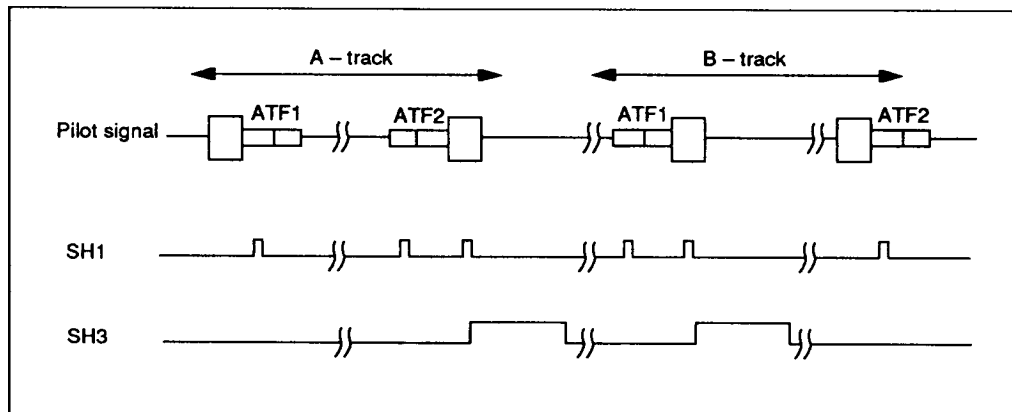 A – track
B – track
Pilot signal
ATF1
ATF2
ATF1
ATF2
SH1
SH3